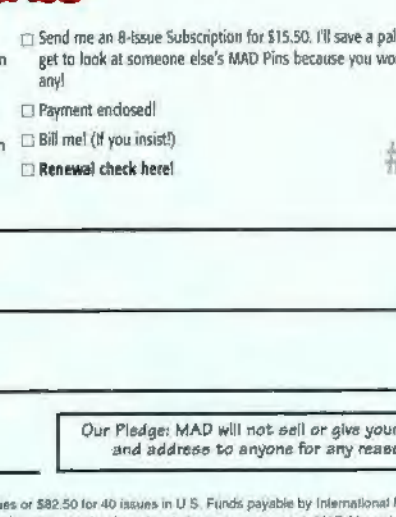 n
☐ Send me an 8-Issue Subscription for $15.50. I'll save a pal
get to look at someone else's MAD Pins because you wo
any!
☐ Payment enclosed!
n
☐ Bill me! (If you insist!)
#
☐ Renewal check here!
Our Pledge: MAD will not sell or give your
and address to anyone for any reaso
ues or $82.50 for 40 issues in U.S. Funds payable by International